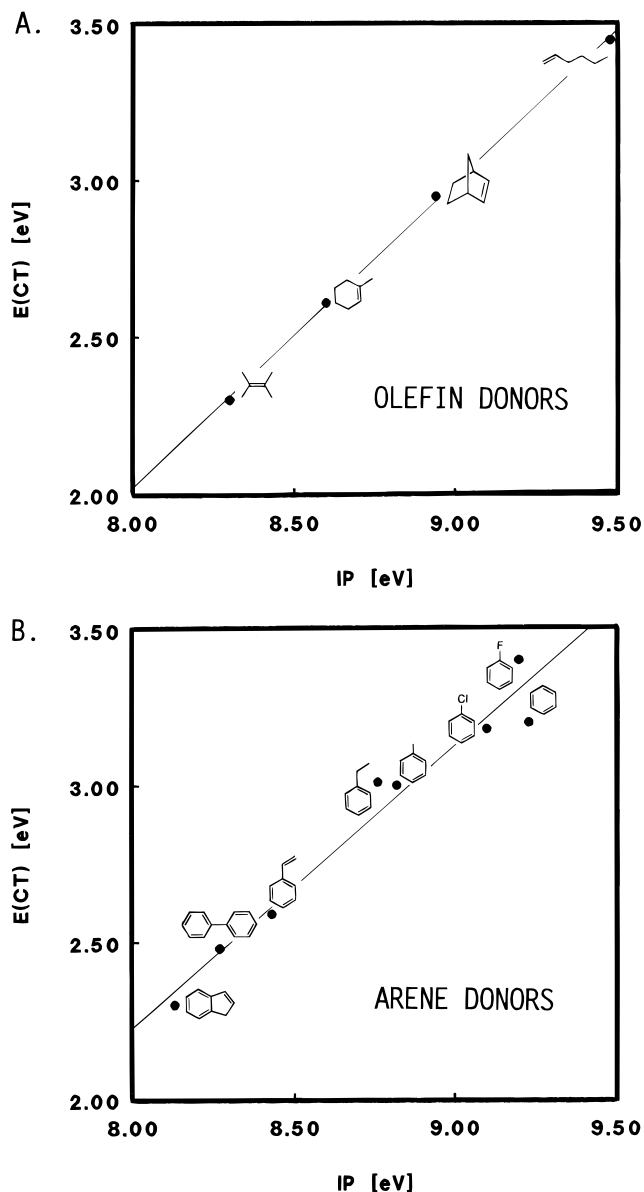 A.
3.50
3.00
2.50
2.00
E(CT) [eV]
OLEFIN DONORS
8.00 8.50 9.00 9.50
IP [eV]
B.
3.50
3.00
2.50
2.00
E(CT) [eV]
F
Cl
ARENE DONORS
8.00 8.50 9.00 9.50
IP [eV]